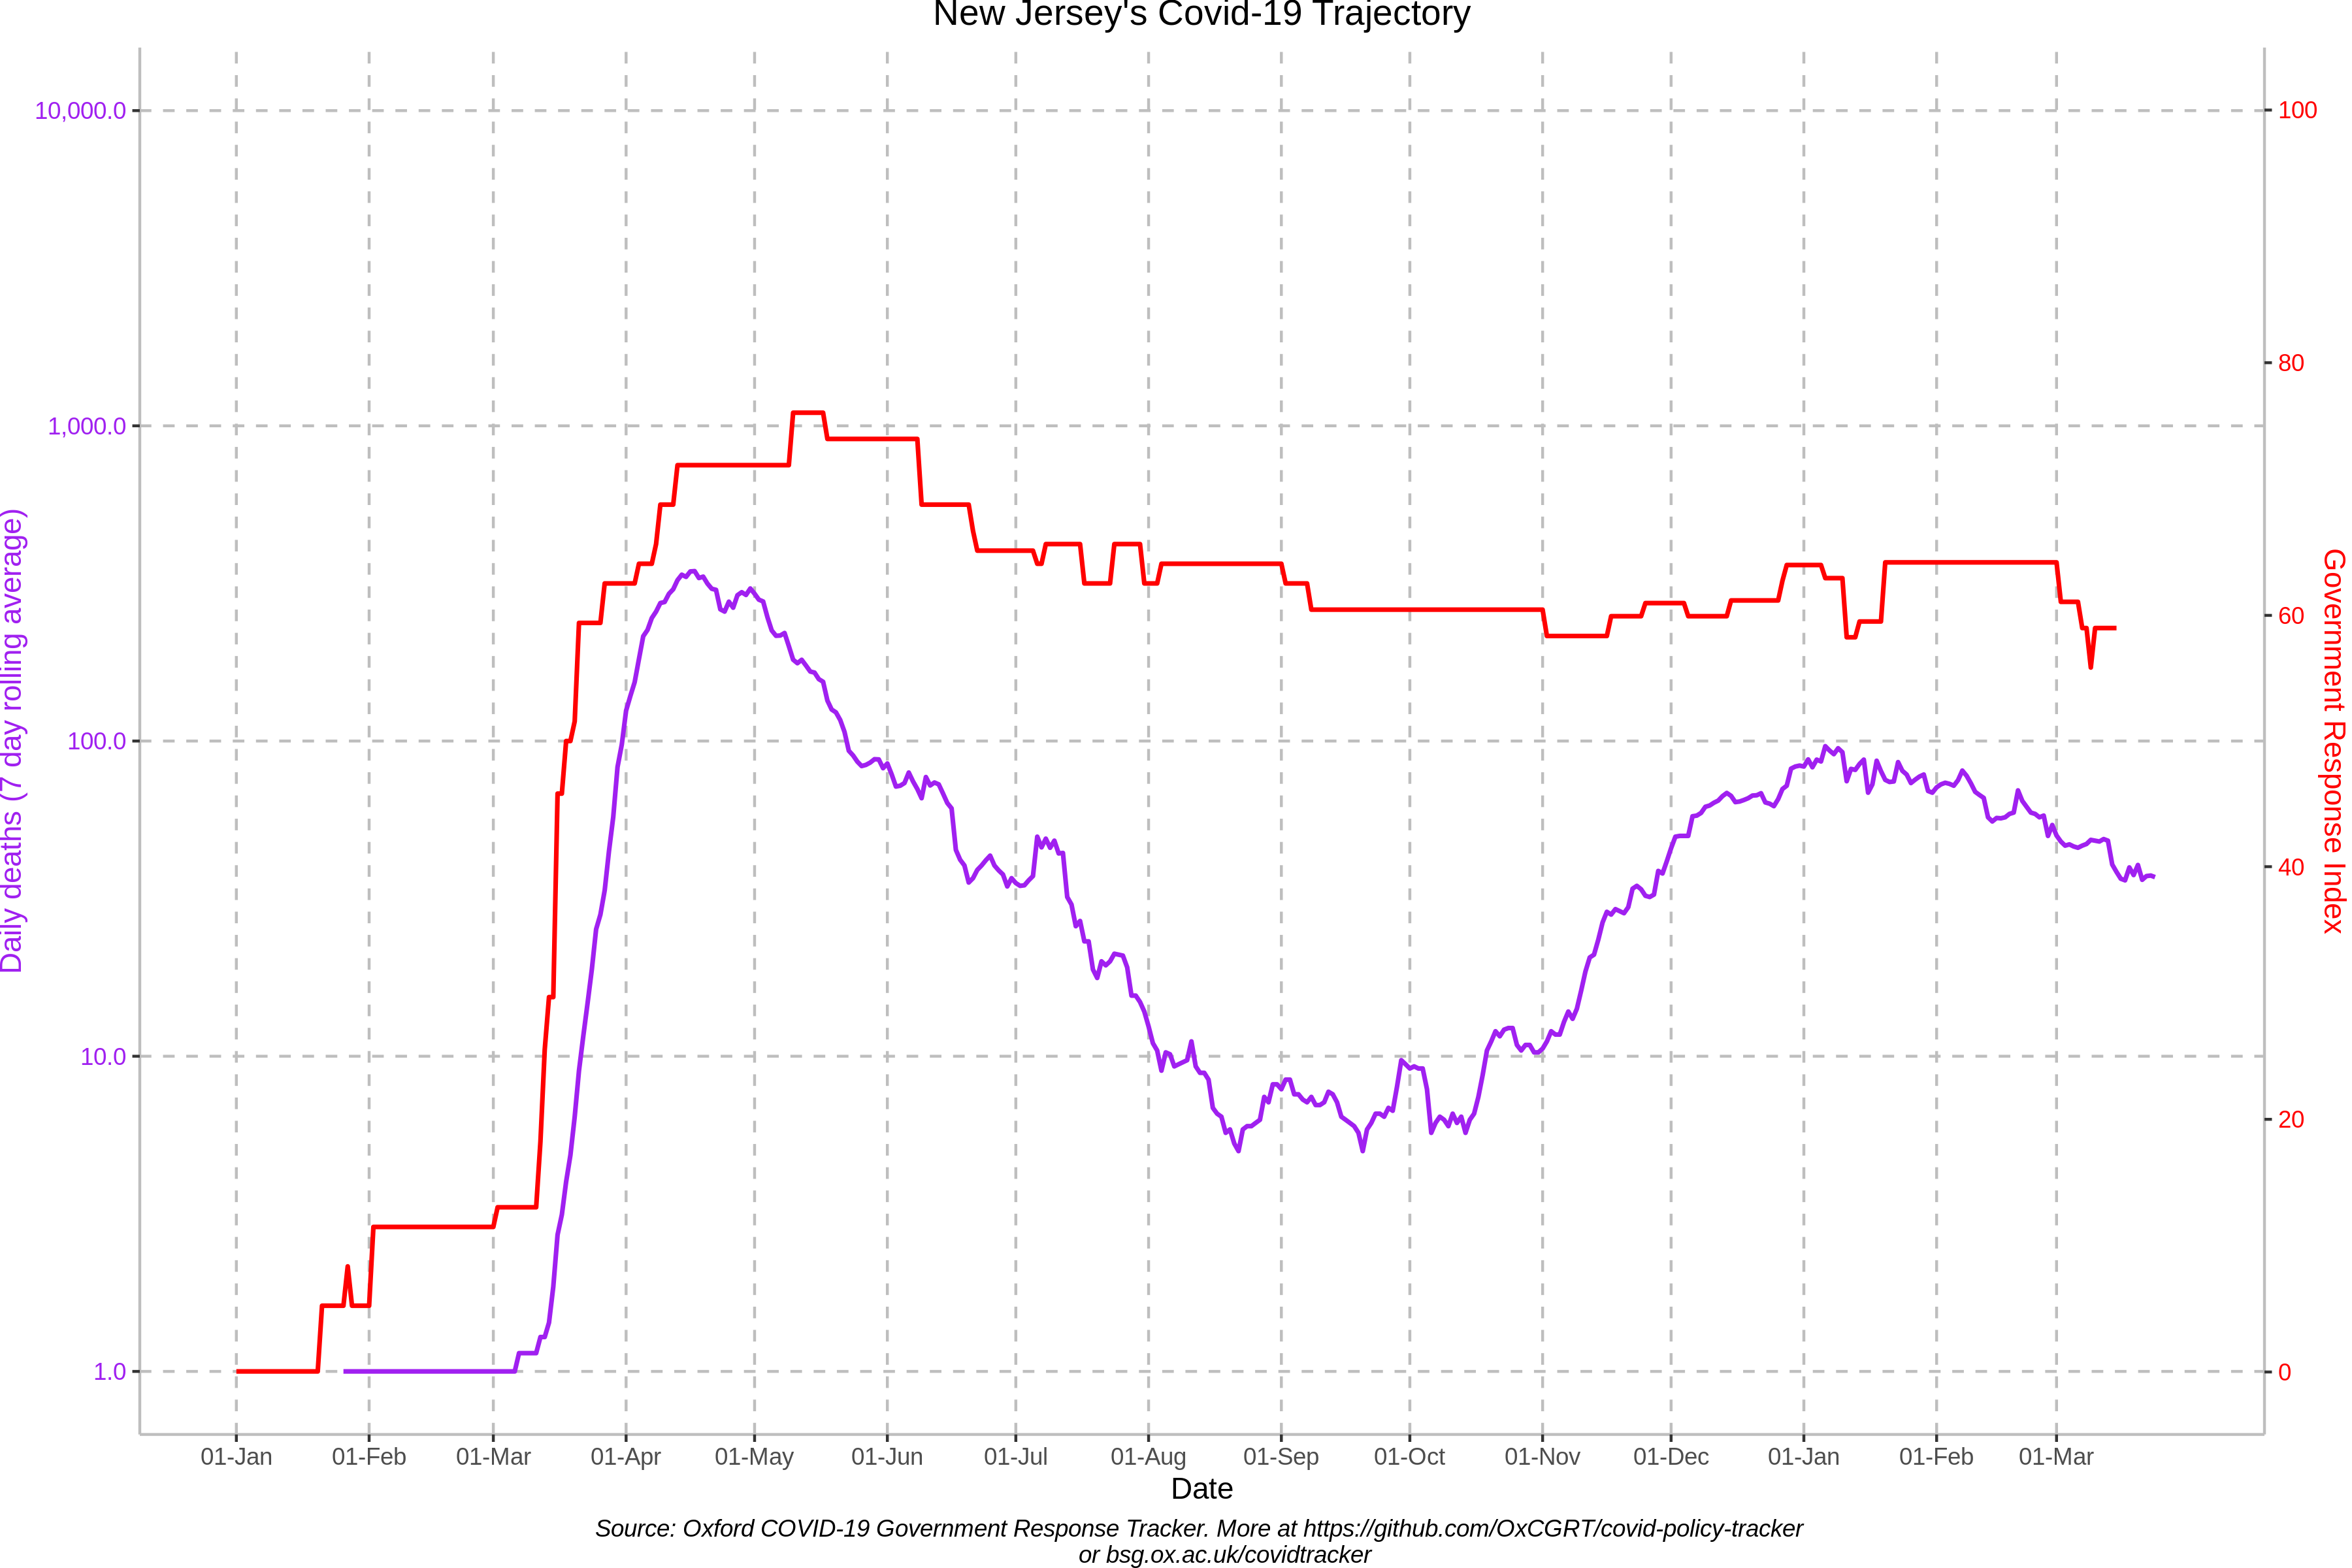 New Jersey's Covid-19 Trajectory
10,000.0
1,000.0
100.0
10.0
1.0
Daily deaths (7 day rolling average)
100
80
60
40
20
0
Government Response Index
01-Jan 01-Feb 01-Mar 01-Apr 01-May 01-Jun 01-Jul 01-Aug 01-Sep 01-Oct 01-Nov 01-Dec 01-Jan 01-Feb 01-Mar
Date
Source: Oxford COVID-19 Government Response Tracker. More at https://github.com/OxCGRT/covid-policy-tracker
or bsg.ox.ac.uk/covidtracker